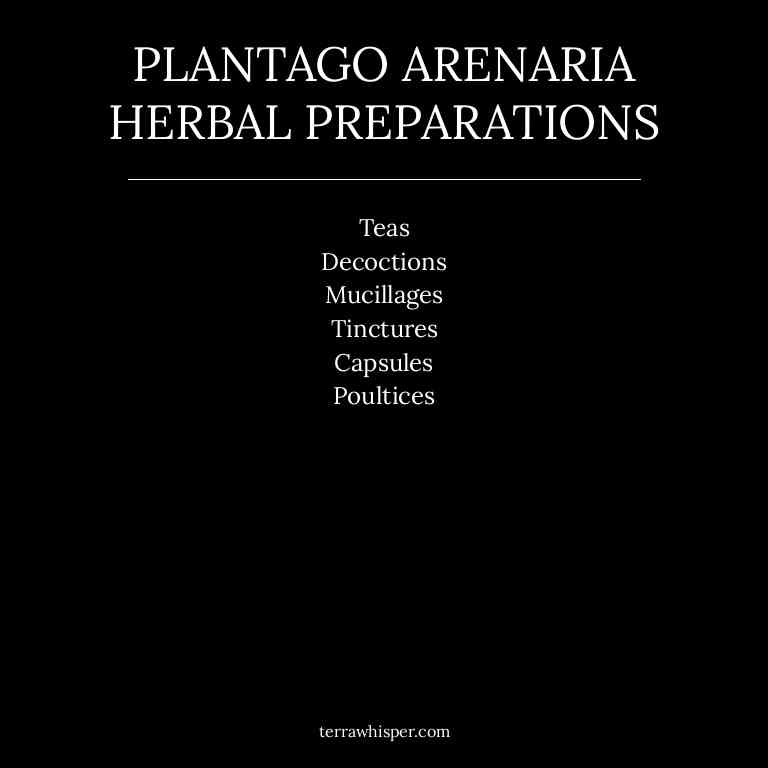 PLANTAGO ARENARIA
HERBAL PREPARATIONS
Teas
Decoctions
Mucillages
Tinctures
Capsules
Poultices
terrawhisper.com